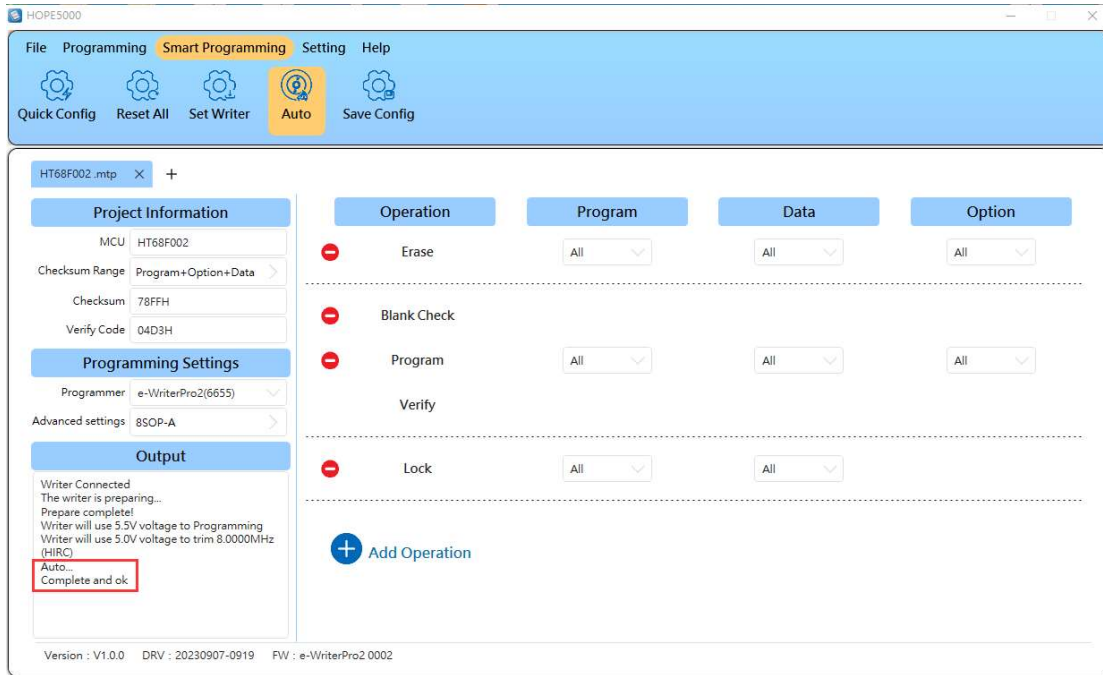 HOPE5000
File Programming Smart Programming Setting Help
Quick Config Reset All Set Writer Auto Save Config
HT68F002 .mtp
Project Information
MCU HT68F002
Checksum Range Program+Option+Data
Checksum 78FFH
Verify Code 04D3H
Programming Settings
Programmer e-WriterPro2(6655)
Advanced settings 8SOP-A
Output
Writer Connected
The writer is preparing...
Prepare complete!
Writer will use 5.5V voltage to Programming
Writer will use 5.0V voltage to trim 8.0000MHz
(HIRC)
Auto...
Complete and ok
Operation Program Data Option
Erase All All All
Blank Check
Program All All All
Verify
Lock All All
Add Operation
Version : V1.0.0 DRV : 20230907-0919 FW : e-WriterPro2 0002